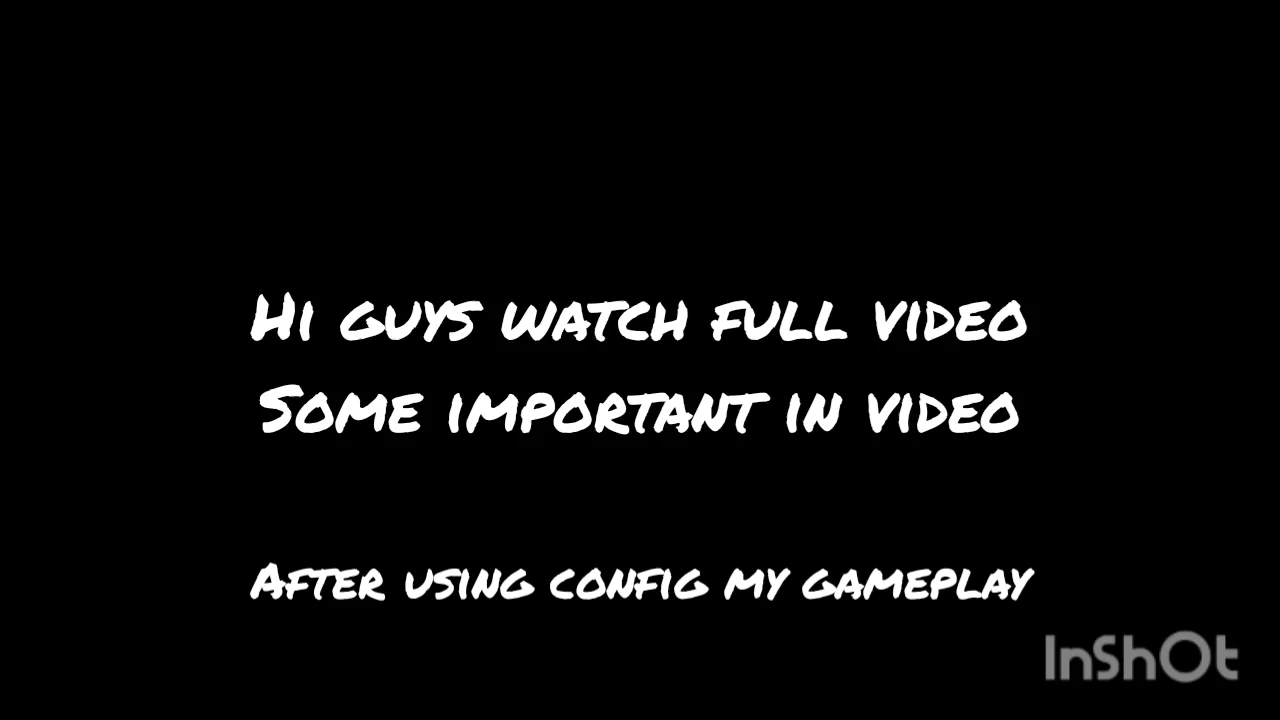 Hi guys watch full video
Some important in video
After using config my gameplay
InShOt